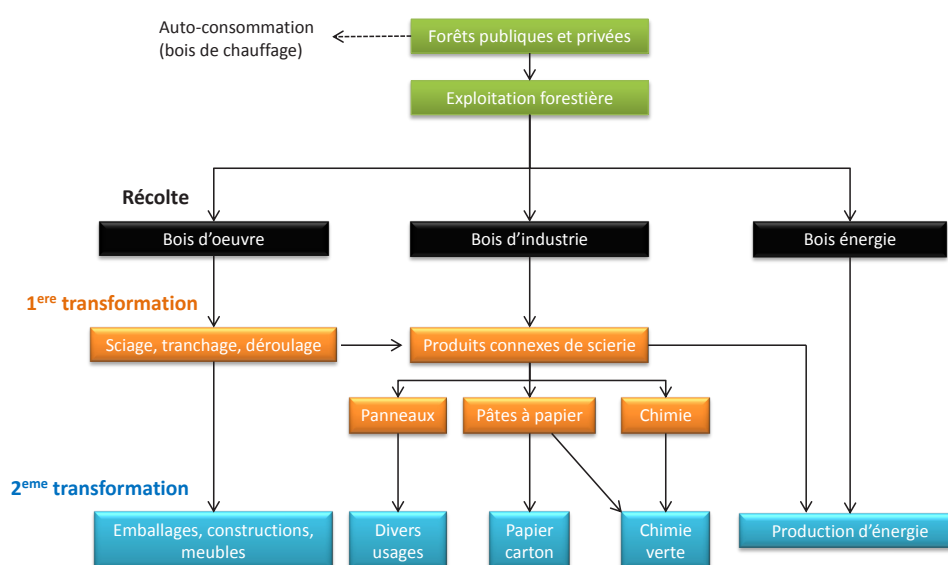 Auto-consommation
(bois de chauffage)
Forêts publiques et privées
Exploitation forestière
Récolte
Bois d'oeuvre
Bois d'industrie
Bois énergie
1ere transformation
Sciage, tranchage, déroulage
Produits connexes de scierie
Panneaux
Pâtes à papier
Chimie
2eme transformation
Emballages, constructions,
meubles
Divers
usages
Papier
carton
Chimie
verte
Production d'énergie